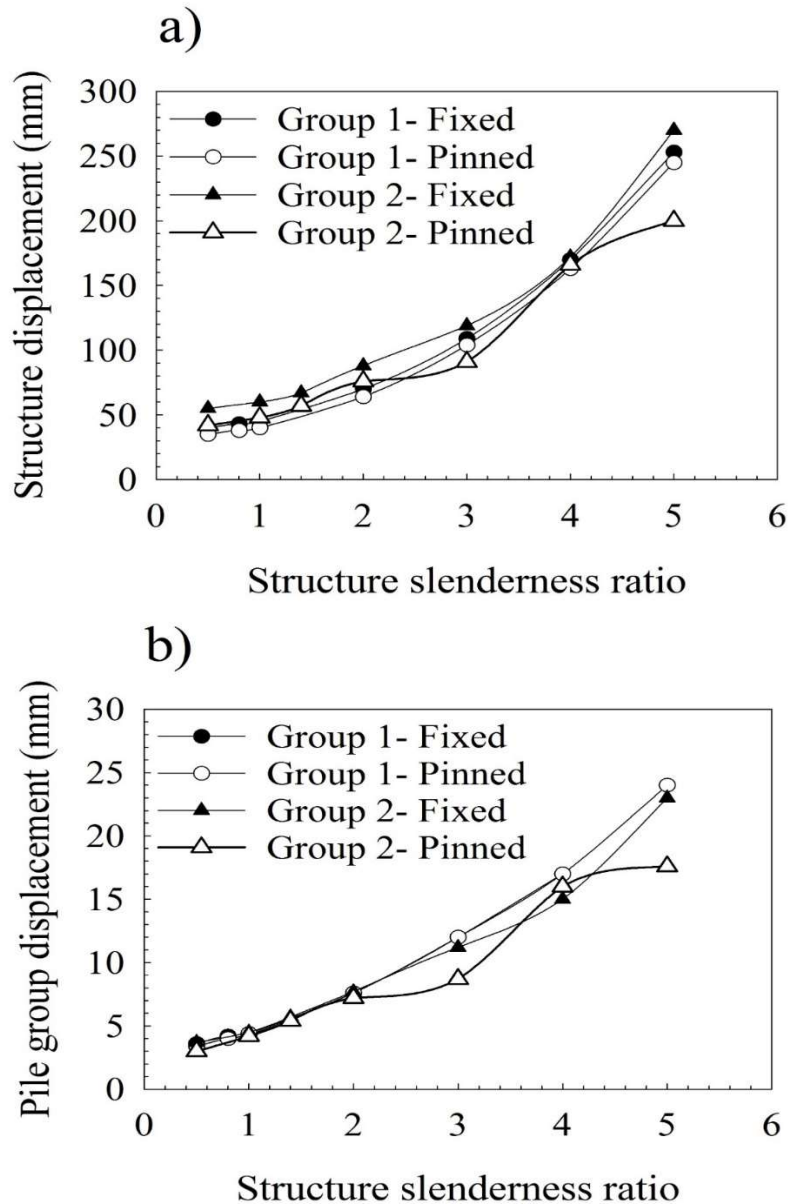 a)
Structure displacement (mm)
300
250
200
150
100
50
0
Group 1- Fixed
Group 1- Pinned
Group 2- Fixed
Group 2- Pinned
0 1 2 3 4 5 6
Structure slenderness ratio
b)
Pile group displacement (mm)
30
25
20
15
10
5
0
Group 1- Fixed
Group 1- Pinned
Group 2- Fixed
Group 2- Pinned
0 1 2 3 4 5 6
Structure slenderness ratio